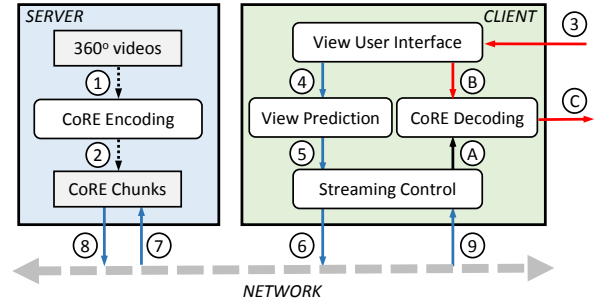 SERVER
CLIENT
3
360° videos
View User Interface
1
4
B
C
CoRE Encoding
View Prediction
CoRE Decoding
2
5
A
CoRE Chunks
Streaming Control
8
7
6
9
NETWORK